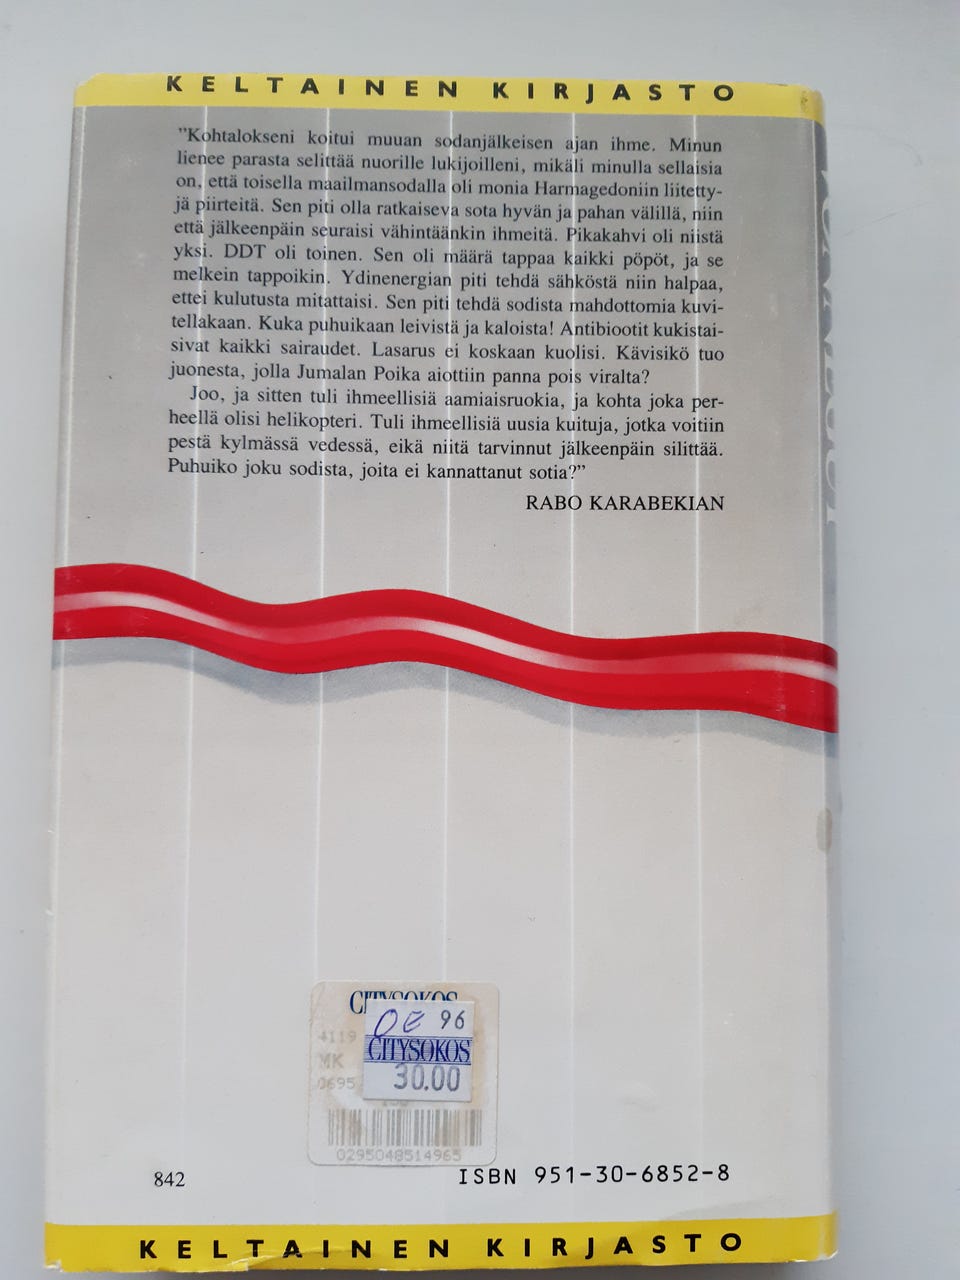 KELTAINEN KIRJASTO
"Kohtalokseni koitui muuan sodanjälkeisen ajan ihme. Minun
lienee parasta selittää nuorille lukijoilleni, mikäli minulla sellaisia
on, että toisella maailmansodalla oli monia Harmagedoniin liitetty-
jä piirteitä. Sen piti olla ratkaiseva sota hyvän ja pahan välillä, niin
että jälkeenpäin seuraisi vähintäänkin ihmeitä. Pikakahvi oli niistä
yksi. DDT oli toinen. Sen oli määrä tappaa kaikki pöpöt, ja se
melkein tappoikin. Ydinenergian piti tehdä sähköstä niin halpaa,
ettei kulutusta mitattaisi. Sen piti tehdä sodista mahdottomia kuvi-
tellakaan. Kuka puhuikaan leivistä ja kaloista! Antibiootit kukistai-
sivat kaikki sairaudet. Lasarus ei koskaan kuolisi. Kävisikö tuo
juonesta, jolla Jumalan Poika aiottiin panna pois viralta?
Joo, ja sitten tuli ihmeellisiä aamiaisruokia, ja kohta joka per-
heellä olisi helikopteri. Tuli ihmeellisiä uusia kuituja, jotka voitiin
pestä kylmässä vedessä, eikä niitä tarvinnut jälkeenpäin silittää.
Puhuiko joku sodista, joita ei kannattanut sotia?"
RABO KARABEKIAN
CITYSOKOS
OE 96
4119
CITYSOKOS
MK
30.00
0695
0295048514965
842
ISBN 951-30-6852-8
KELTAINEN KIRJASTO